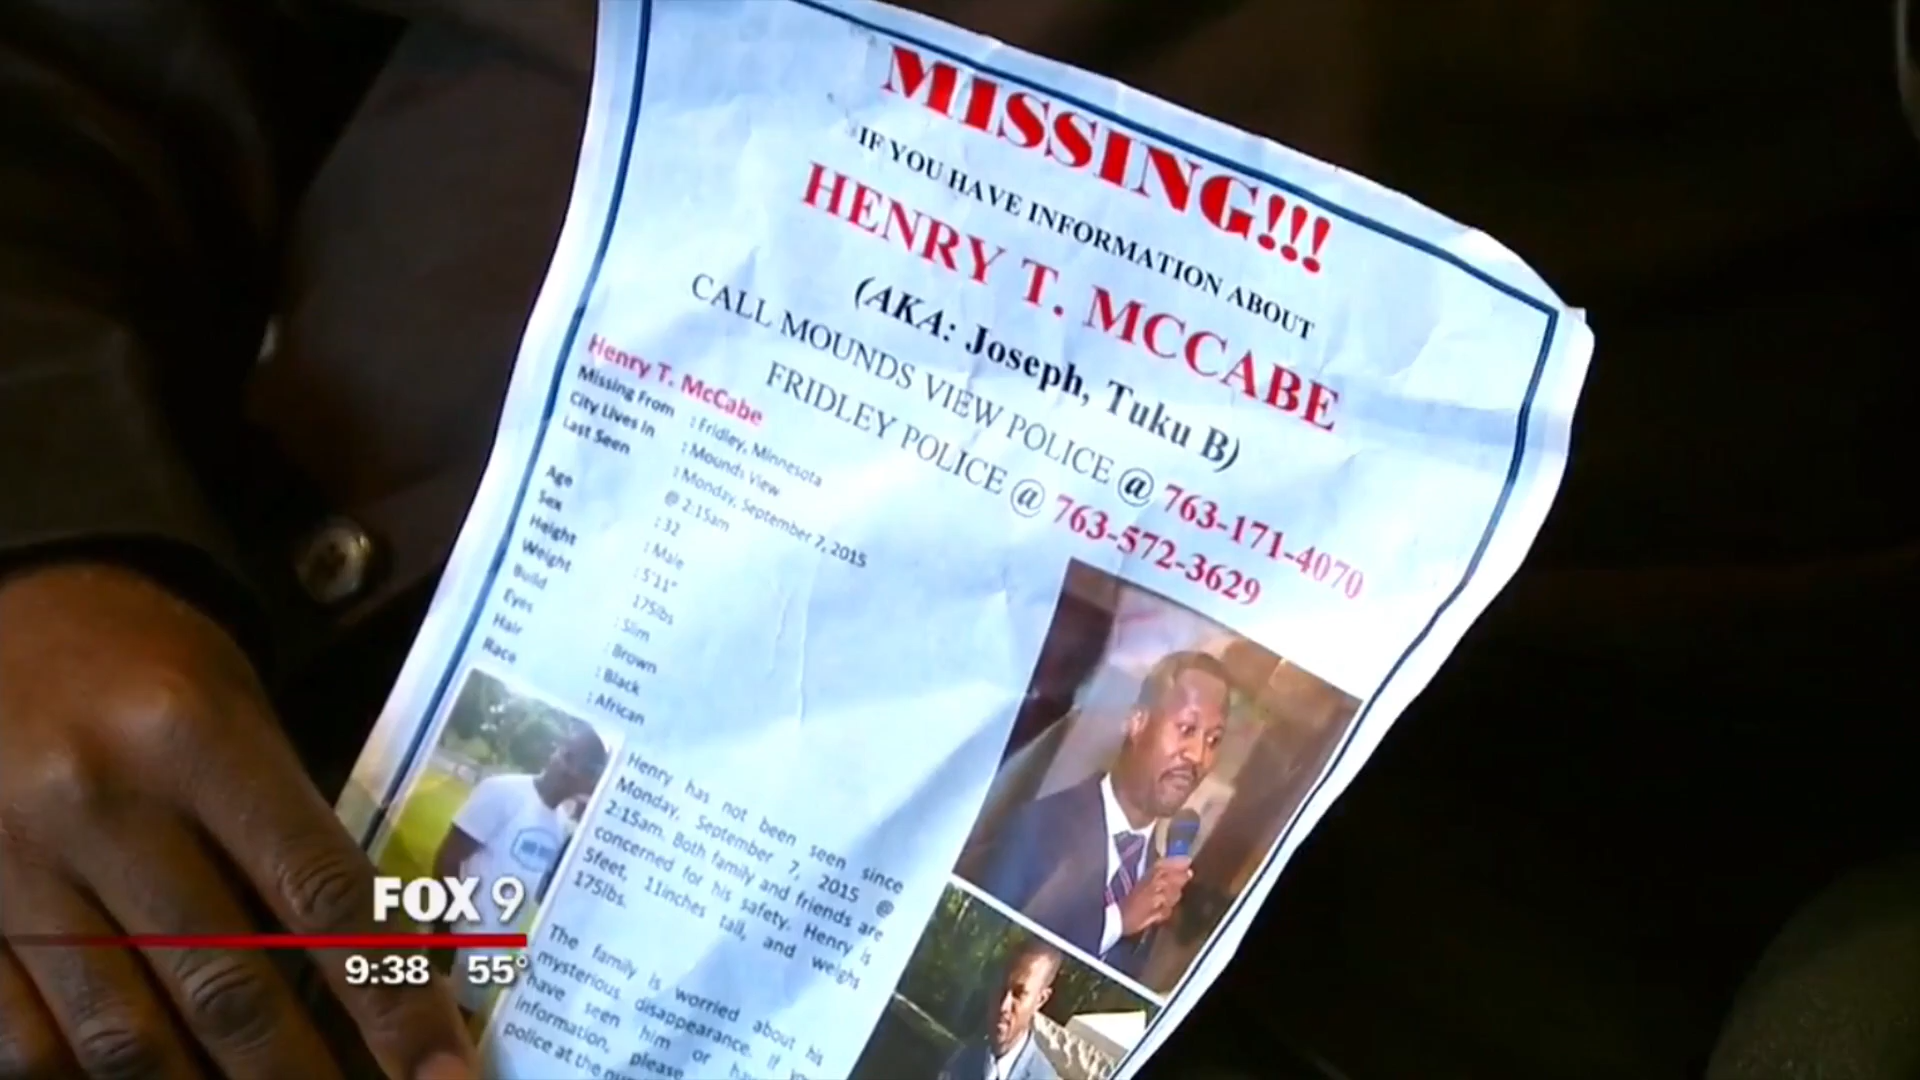 MISSING!!!
IF YOU HAVE INFORMATION ABOUT
HENRY T. MCCABE
(AKA: Joseph, Tuku B)
CALL MOUNDS VIEW POLICE @ 763-171-4070
FRIDLEY POLICE @ 763-572-3629
Henry T. McCabe
Missing From : Fridley, Minnesota
City Lives In : Mounds View
Last Seen : Monday, September 7, 2015
@ 2:15am
Age : 32
Sex : Male
Height : 5'11"
Weight 175lbs
Build : Slim
Eyes : Brown
Hair : Black
Race : African
Henry has not been seen since
Monday, September 7, 2015 @
2:15am. Both family and friends are
concerned for his safety. Henry is
5feet, 11inches tall, and weighs
175lbs.
The family is worried about his
mysterious disappearance. If
have seen him or
information, please
police at the
FOX 9
9:38 55°